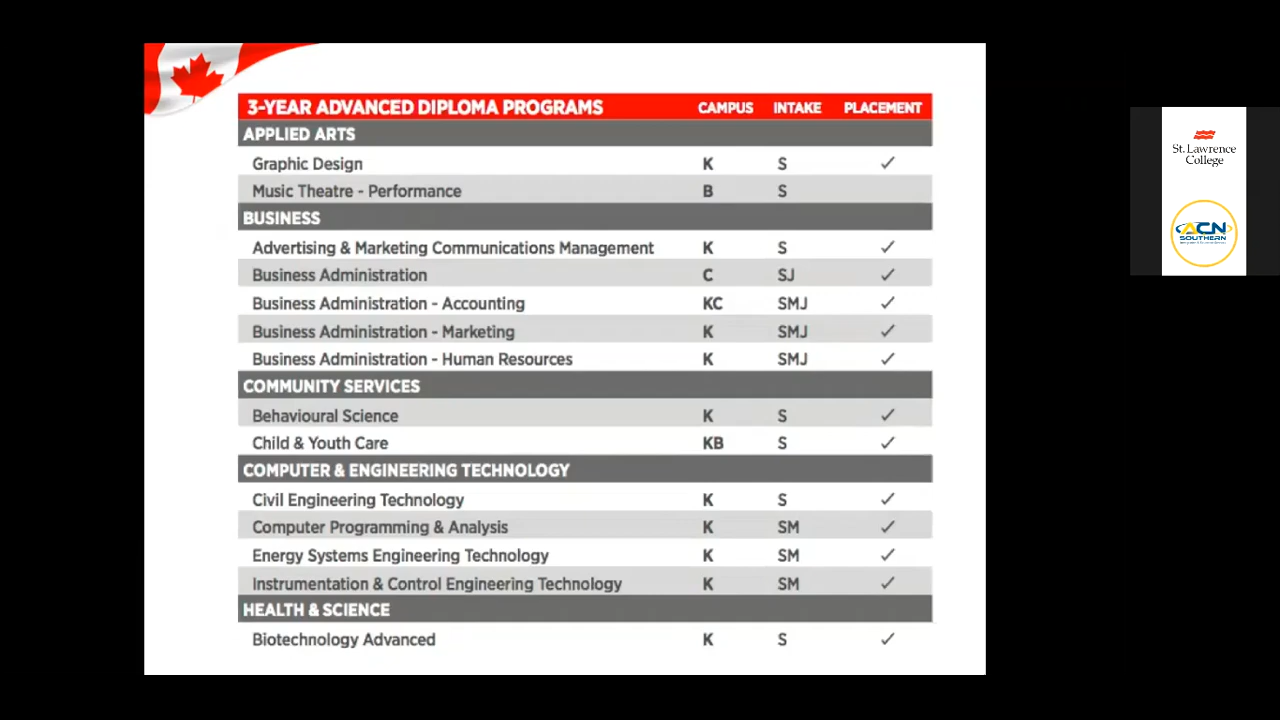 3-YEAR ADVANCED DIPLOMA PROGRAMS CAMPUS INTAKE PLACEMENT
APPLIED ARTS
Graphic Design K S ✓
Music Theatre - Performance B S
BUSINESS
Advertising & Marketing Communications Management K S ✓
Business Administration C SJ ✓
Business Administration - Accounting KC SMJ ✓
Business Administration - Marketing K SMJ ✓
Business Administration - Human Resources K SMJ ✓
COMMUNITY SERVICES
Behavioural Science K S ✓
Child & Youth Care KB S ✓
COMPUTER & ENGINEERING TECHNOLOGY
Civil Engineering Technology K S ✓
Computer Programming & Analysis K SM ✓
Energy Systems Engineering Technology K SM ✓
Instrumentation & Control Engineering Technology K SM ✓
HEALTH & SCIENCE
Biotechnology Advanced K S ✓
St. Lawrence
College
ACN
SOUTHERN